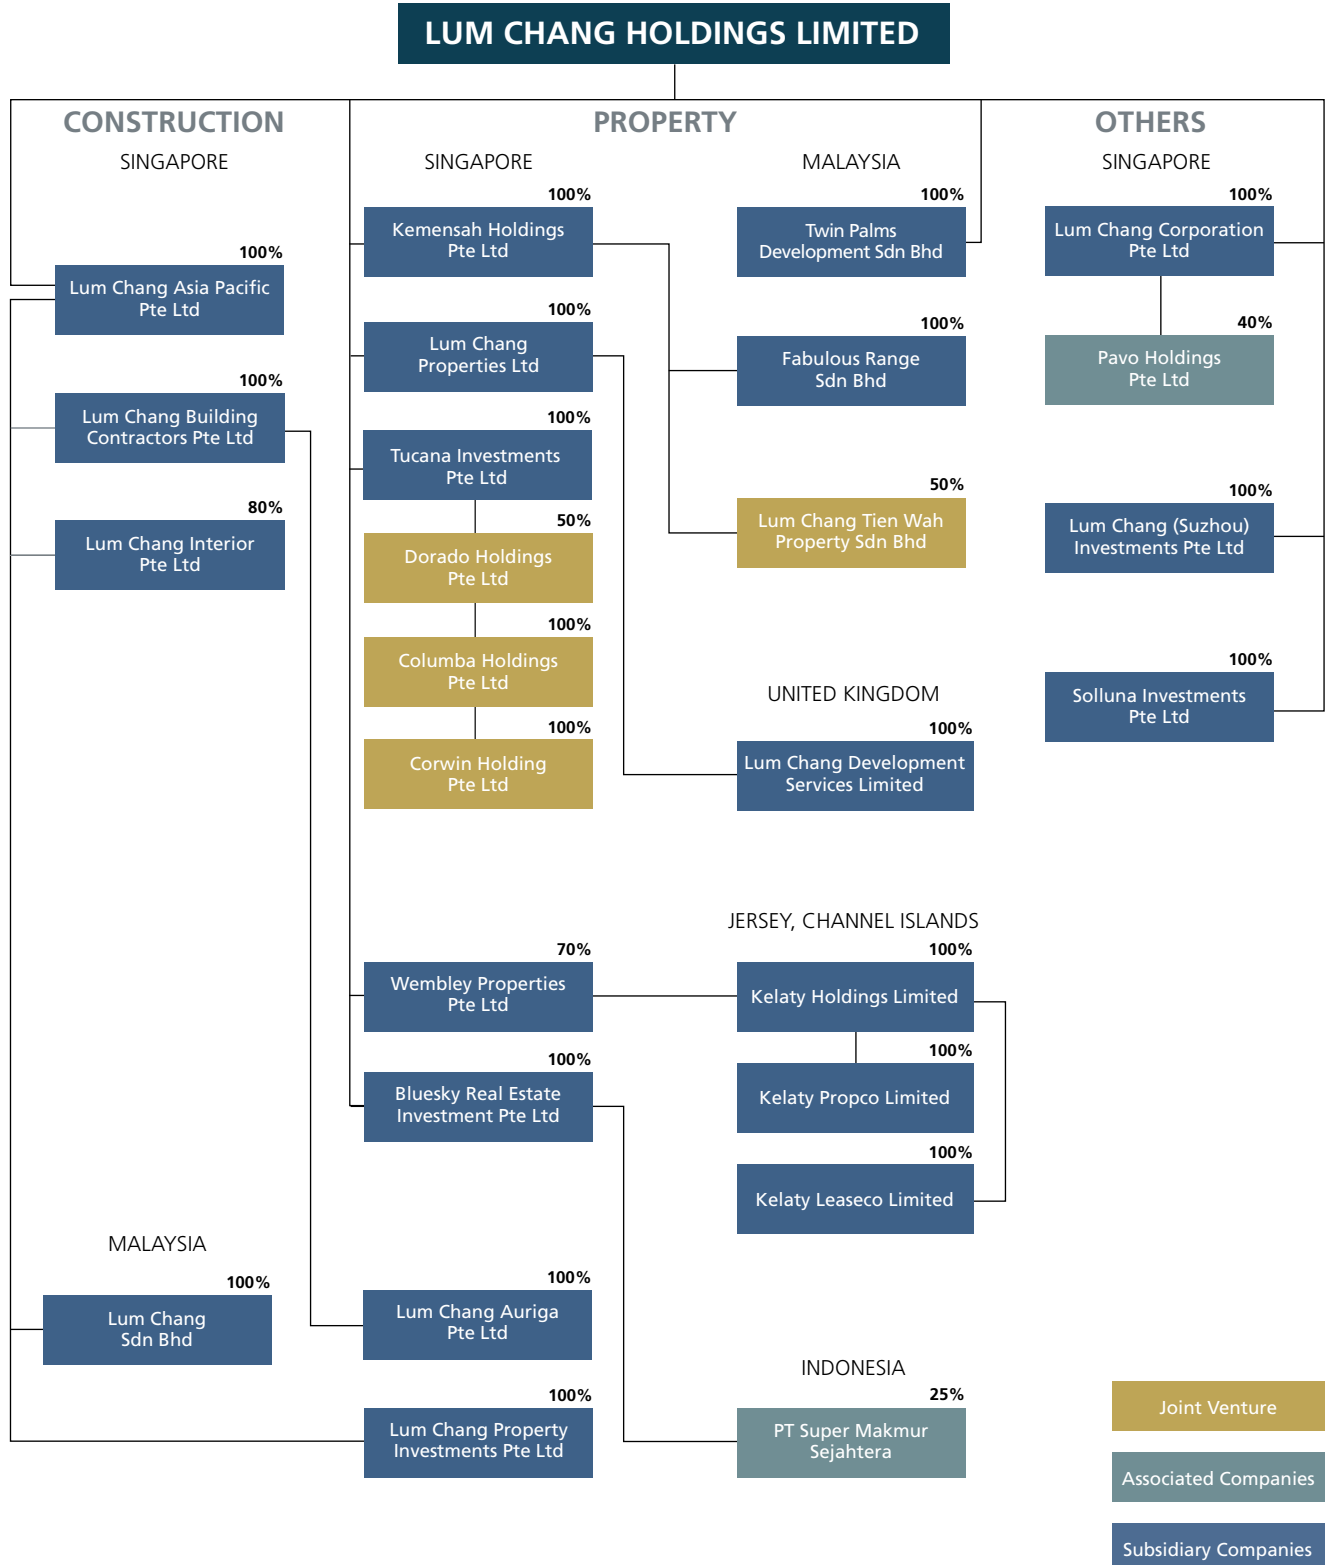 LUM CHANG HOLDINGS LIMITED
CONSTRUCTION
SINGAPORE
100%
Lum Chang Asia Pacific
Pte Ltd
100%
Lum Chang Building
Contractors Pte Ltd
80%
Lum Chang Interior
Pte Ltd
MALAYSIA
100%
Lum Chang
Sdn Bhd
PROPERTY
SINGAPORE
100%
Kemensah Holdings
Pte Ltd
100%
Lum Chang
Properties Ltd
100%
Tucana Investments
Pte Ltd
50%
Dorado Holdings
Pte Ltd
100%
Columba Holdings
Pte Ltd
100%
Corwin Holding
Pte Ltd
70%
Wembley Properties
Pte Ltd
100%
Bluesky Real Estate
Investment Pte Ltd
100%
Lum Chang Auriga
Pte Ltd
100%
Lum Chang Property
Investments Pte Ltd
MALAYSIA
100%
Twin Palms
Development Sdn Bhd
100%
Fabulous Range
Sdn Bhd
50%
Lum Chang Tien Wah
Property Sdn Bhd
UNITED KINGDOM
100%
Lum Chang Development
Services Limited
JERSEY, CHANNEL ISLANDS
100%
Kelaty Holdings Limited
100%
Kelaty Propco Limited
100%
Kelaty Leaseco Limited
INDONESIA
25%
PT Super Makmur
Sejahtera
OTHERS
SINGAPORE
100%
Lum Chang Corporation
Pte Ltd
40%
Pavo Holdings
Pte Ltd
100%
Lum Chang (Suzhou)
Investments Pte Ltd
100%
Solluna Investments
Pte Ltd
Joint Venture
Associated Companies
Subsidiary Companies